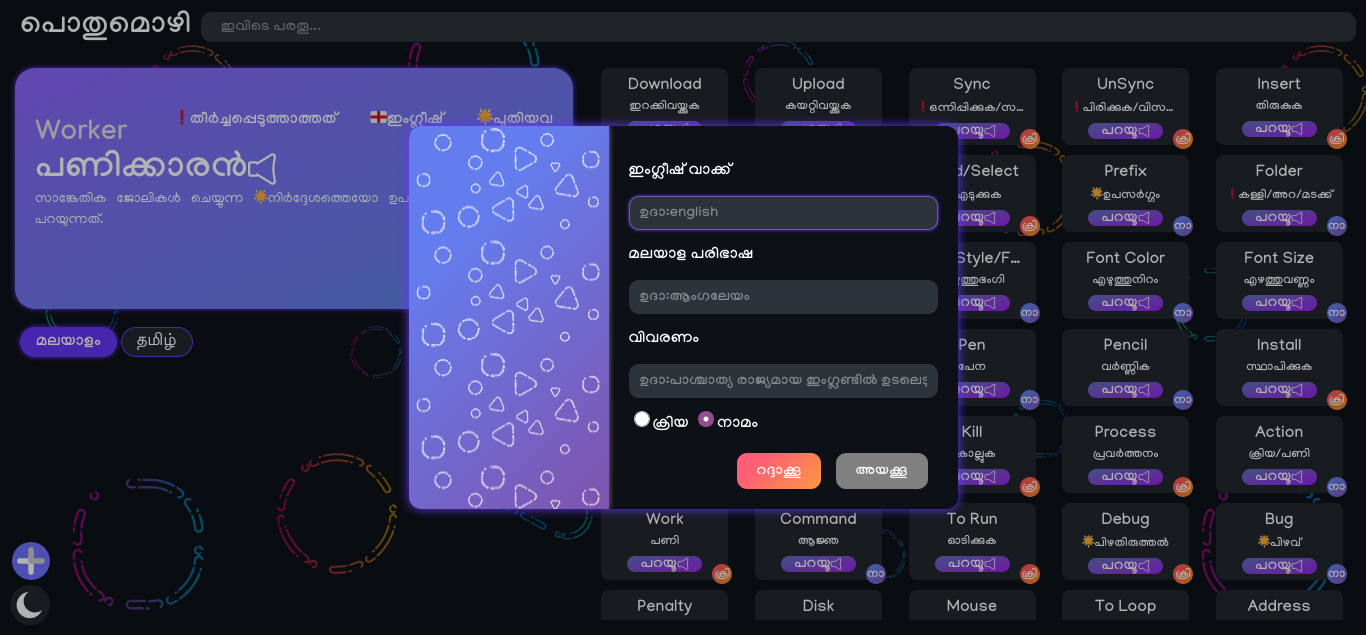 പൊതുമൊഴി
ഇവിടെ പരതൂ...
❗തീർച്ചപ്പെടുത്താത്തത് ഇംഗ്ലീഷ് പുതിയവ
Worker
പണിക്കാരൻ
സാങ്കേതിക ജോലികൾ ചെയ്യുന്ന നിർദ്ദേശത്തെയോ
പറയുന്നത്.
മലയാളം
தமிழ்
ഇംഗ്ലീഷ് വാക്ക്
ഉദാ:english
മലയാള പരിഭാഷ
ഉദാ:ആംഗലേയം
വിവരണം
ഉദാ:പാശ്ചാത്യ രാജ്യമായ ഇംഗ്ലണ്ടിൽ
ക്രിയ നാമം
റദ്ദാക്കൂ അയക്കൂ
Download
ഇറക്കിവയ്ക്കുക
Upload
കയറ്റിവയ്ക്കുക
Sync
❗ഒന്നിപ്പിക്കുക/സ...
പറയൂ
ക്രി
UnSync
❗പിരിക്കുക/വിസ...
പറയൂ
ക്രി
Insert
തിരുകുക
പറയൂ
ക്രി
d/Select
എടുക്കുക
പറയൂ
ക്രി
Prefix
ഉപസർഗ്ഗം
പറയൂ
നാ
Folder
❗കള്ളി/അറ/മടക്ക്
പറയൂ
നാ
Style/F...
പറയൂ
നാ
Font Color
എഴുത്തുനിറം
പറയൂ
നാ
Font Size
എഴുത്തുവണ്ണം
പറയൂ
നാ
Pen
പേന
പറയൂ
നാ
Pencil
വർണ്ണിക
പറയൂ
നാ
Install
സ്ഥാപിക്കുക
പറയൂ
ക്രി
Kill
കൊല്ലുക
പറയൂ
ക്രി
Process
പ്രവർത്തനം
പറയൂ
ക്രി
Action
ക്രിയ/പണി
പറയൂ
നാ
Work
പണി
പറയൂ
ക്രി
Command
ആജ്ഞ
പറയൂ
നാ
To Run
ഓടിക്കുക
പറയൂ
ക്രി
Debug
പിഴതിരുത്തൽ
പറയൂ
ക്രി
Bug
പിഴവ്
പറയൂ
നാ
Penalty
Disk
Mouse
To Loop
Address